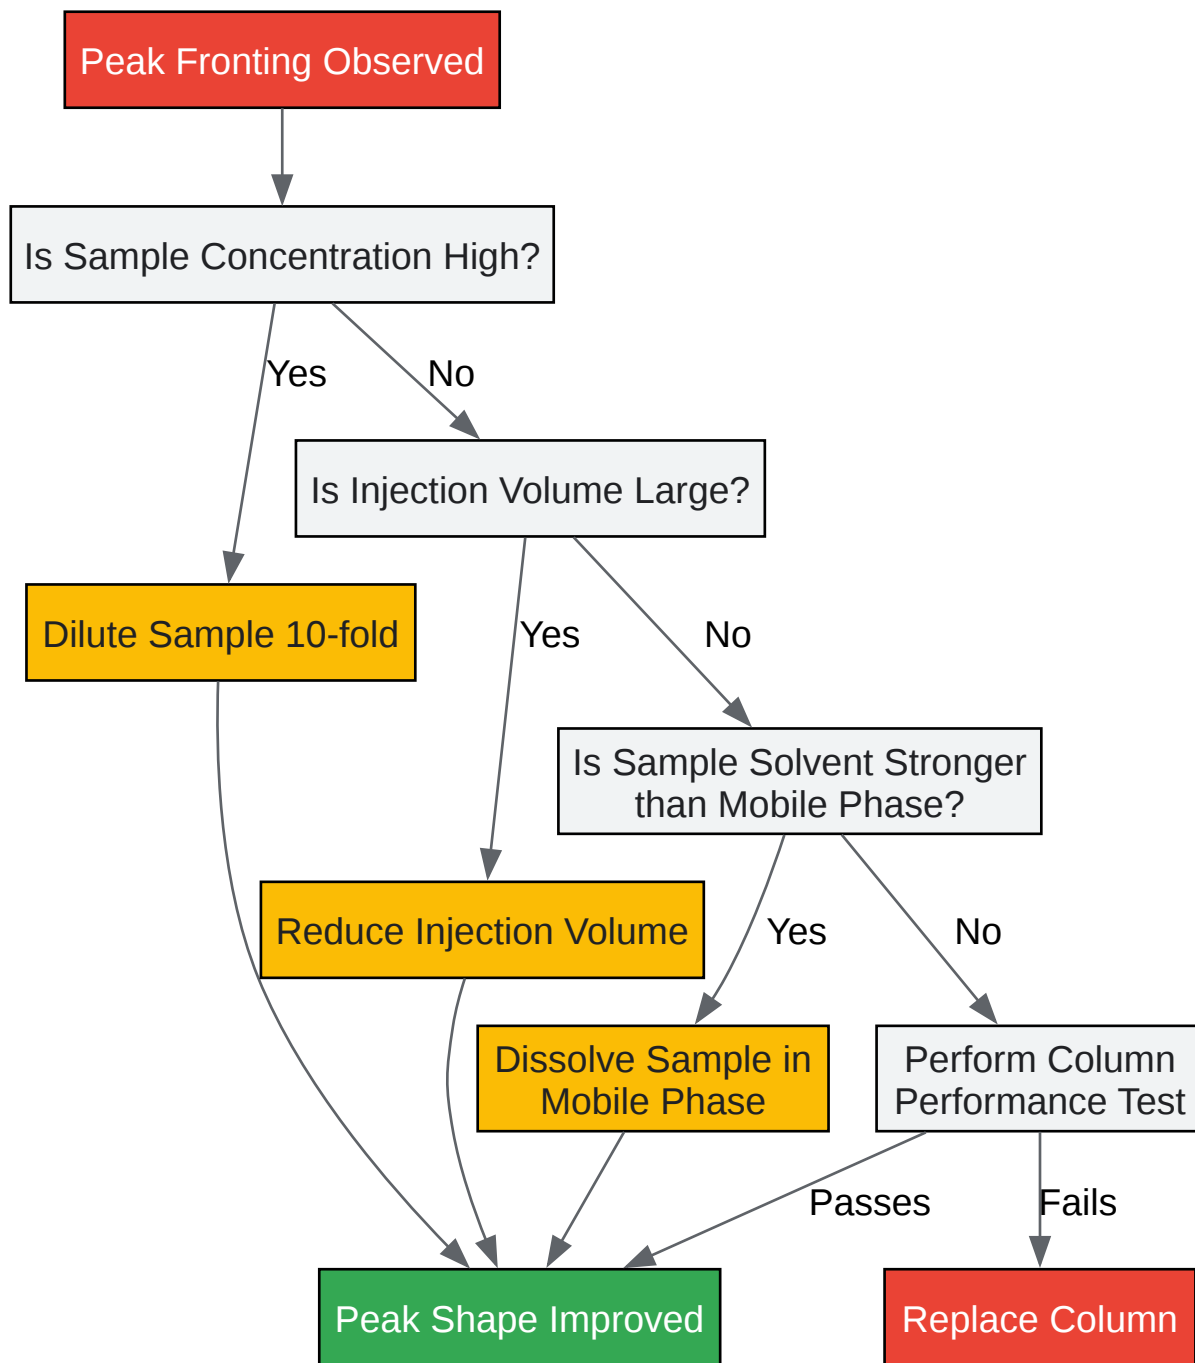 Peak Fronting Observed
Is Sample Concentration High?
Yes
No
Is Injection Volume Large?
Dilute Sample 10-fold
Yes
No
Is Sample Solvent Stronger
than Mobile Phase?
Reduce Injection Volume
Yes
No
Dissolve Sample in
Mobile Phase
Perform Column
Performance Test
Passes
Fails
Peak Shape Improved
Replace Column